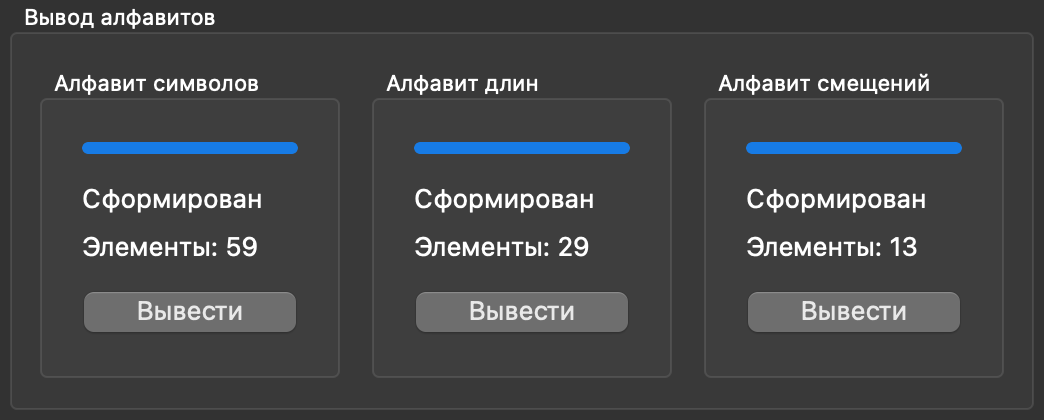 Вывод алфавитов
Алфавит символов
Сформирован
Элементы: 59
Вывести
Алфавит длин
Сформирован
Элементы: 29
Вывести
Алфавит смещений
Сформирован
Элементы: 13
Вывести